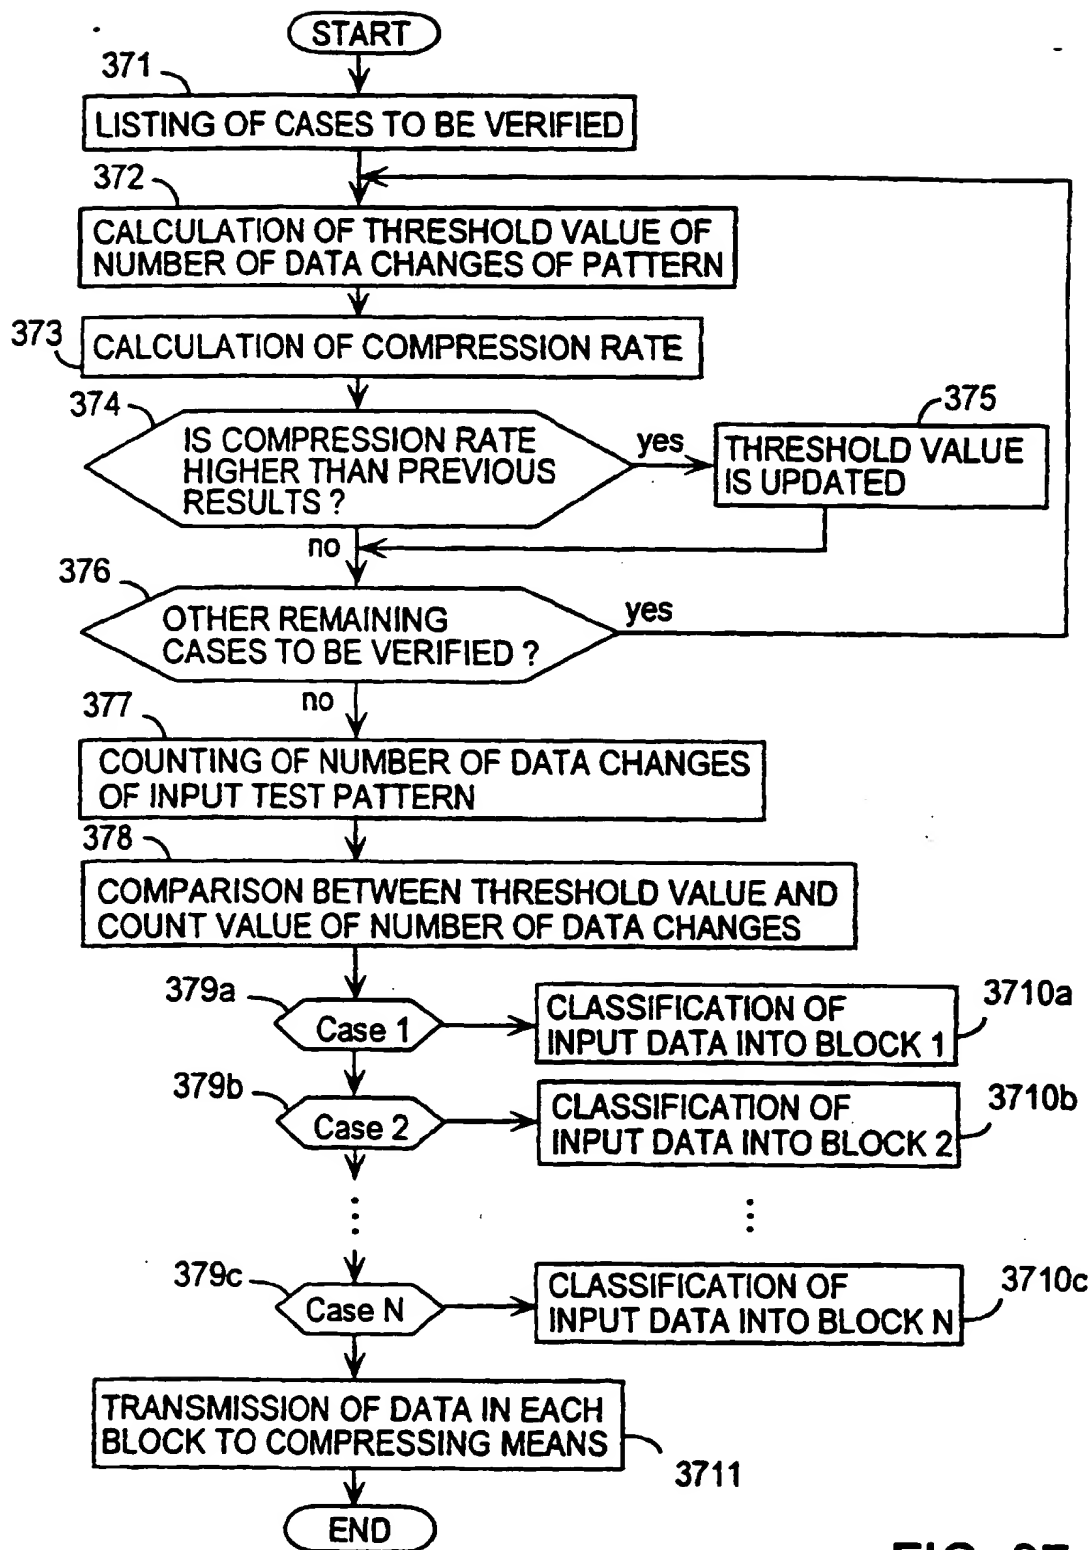 START
371
LISTING OF CASES TO BE VERIFIED
372
CALCULATION OF THRESHOLD VALUE OF
NUMBER OF DATA CHANGES OF PATTERN
373
CALCULATION OF COMPRESSION RATE
374
IS COMPRESSION RATE
HIGHER THAN PREVIOUS
RESULTS ?
yes
375
THRESHOLD VALUE
IS UPDATED
no
376
OTHER REMAINING
CASES TO BE VERIFIED ?
yes
no
377
COUNTING OF NUMBER OF DATA CHANGES
OF INPUT TEST PATTERN
378
COMPARISON BETWEEN THRESHOLD VALUE AND
COUNT VALUE OF NUMBER OF DATA CHANGES
379a
Case 1
CLASSIFICATION OF
INPUT DATA INTO BLOCK 1
3710a
379b
Case 2
CLASSIFICATION OF
INPUT DATA INTO BLOCK 2
3710b
379c
Case N
CLASSIFICATION OF
INPUT DATA INTO BLOCK N
3710c
TRANSMISSION OF DATA IN EACH
BLOCK TO COMPRESSING MEANS
3711
END